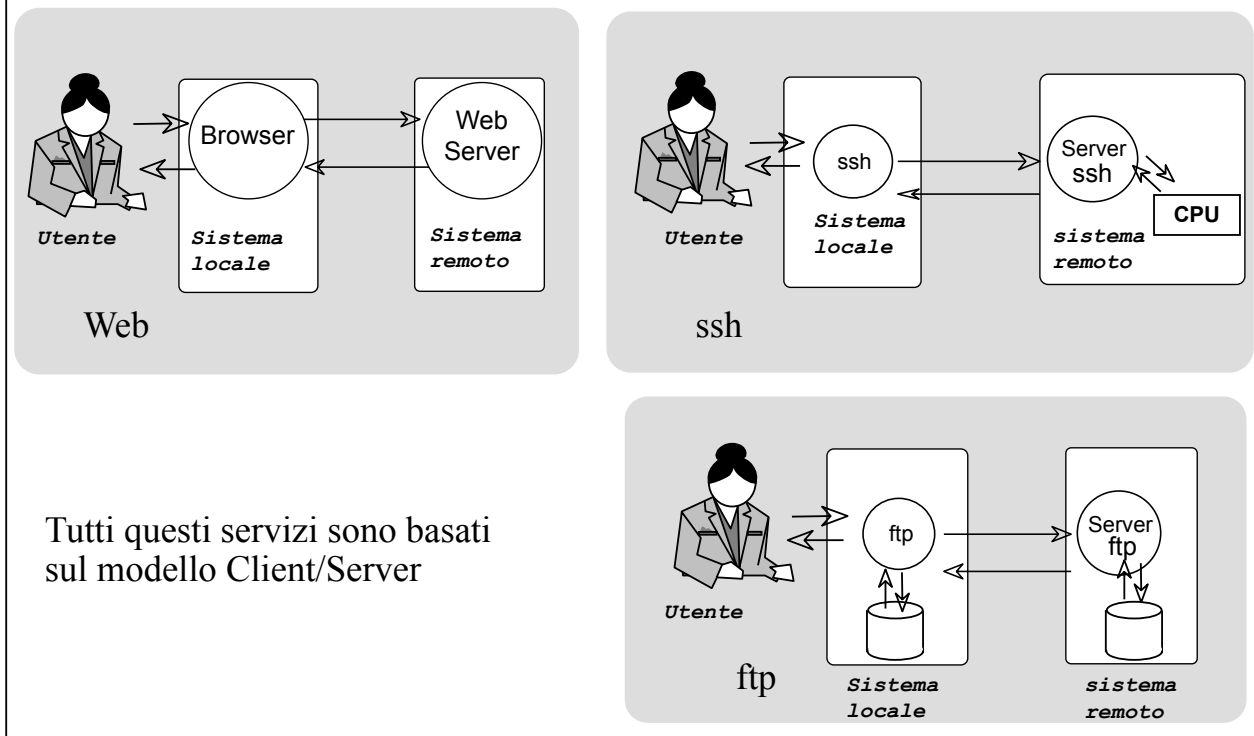 Browser
Web
Server
Utente
Sistema
locale
Sistema
remoto
Web
ssh
Server
ssh
CPU
Utente
Sistema
locale
sistema
remoto
ssh
Tutti questi servizi sono basati
sul modello Client/Server
ftp
Server
ftp
Utente
ftp
Sistema
locale
sistema
remoto